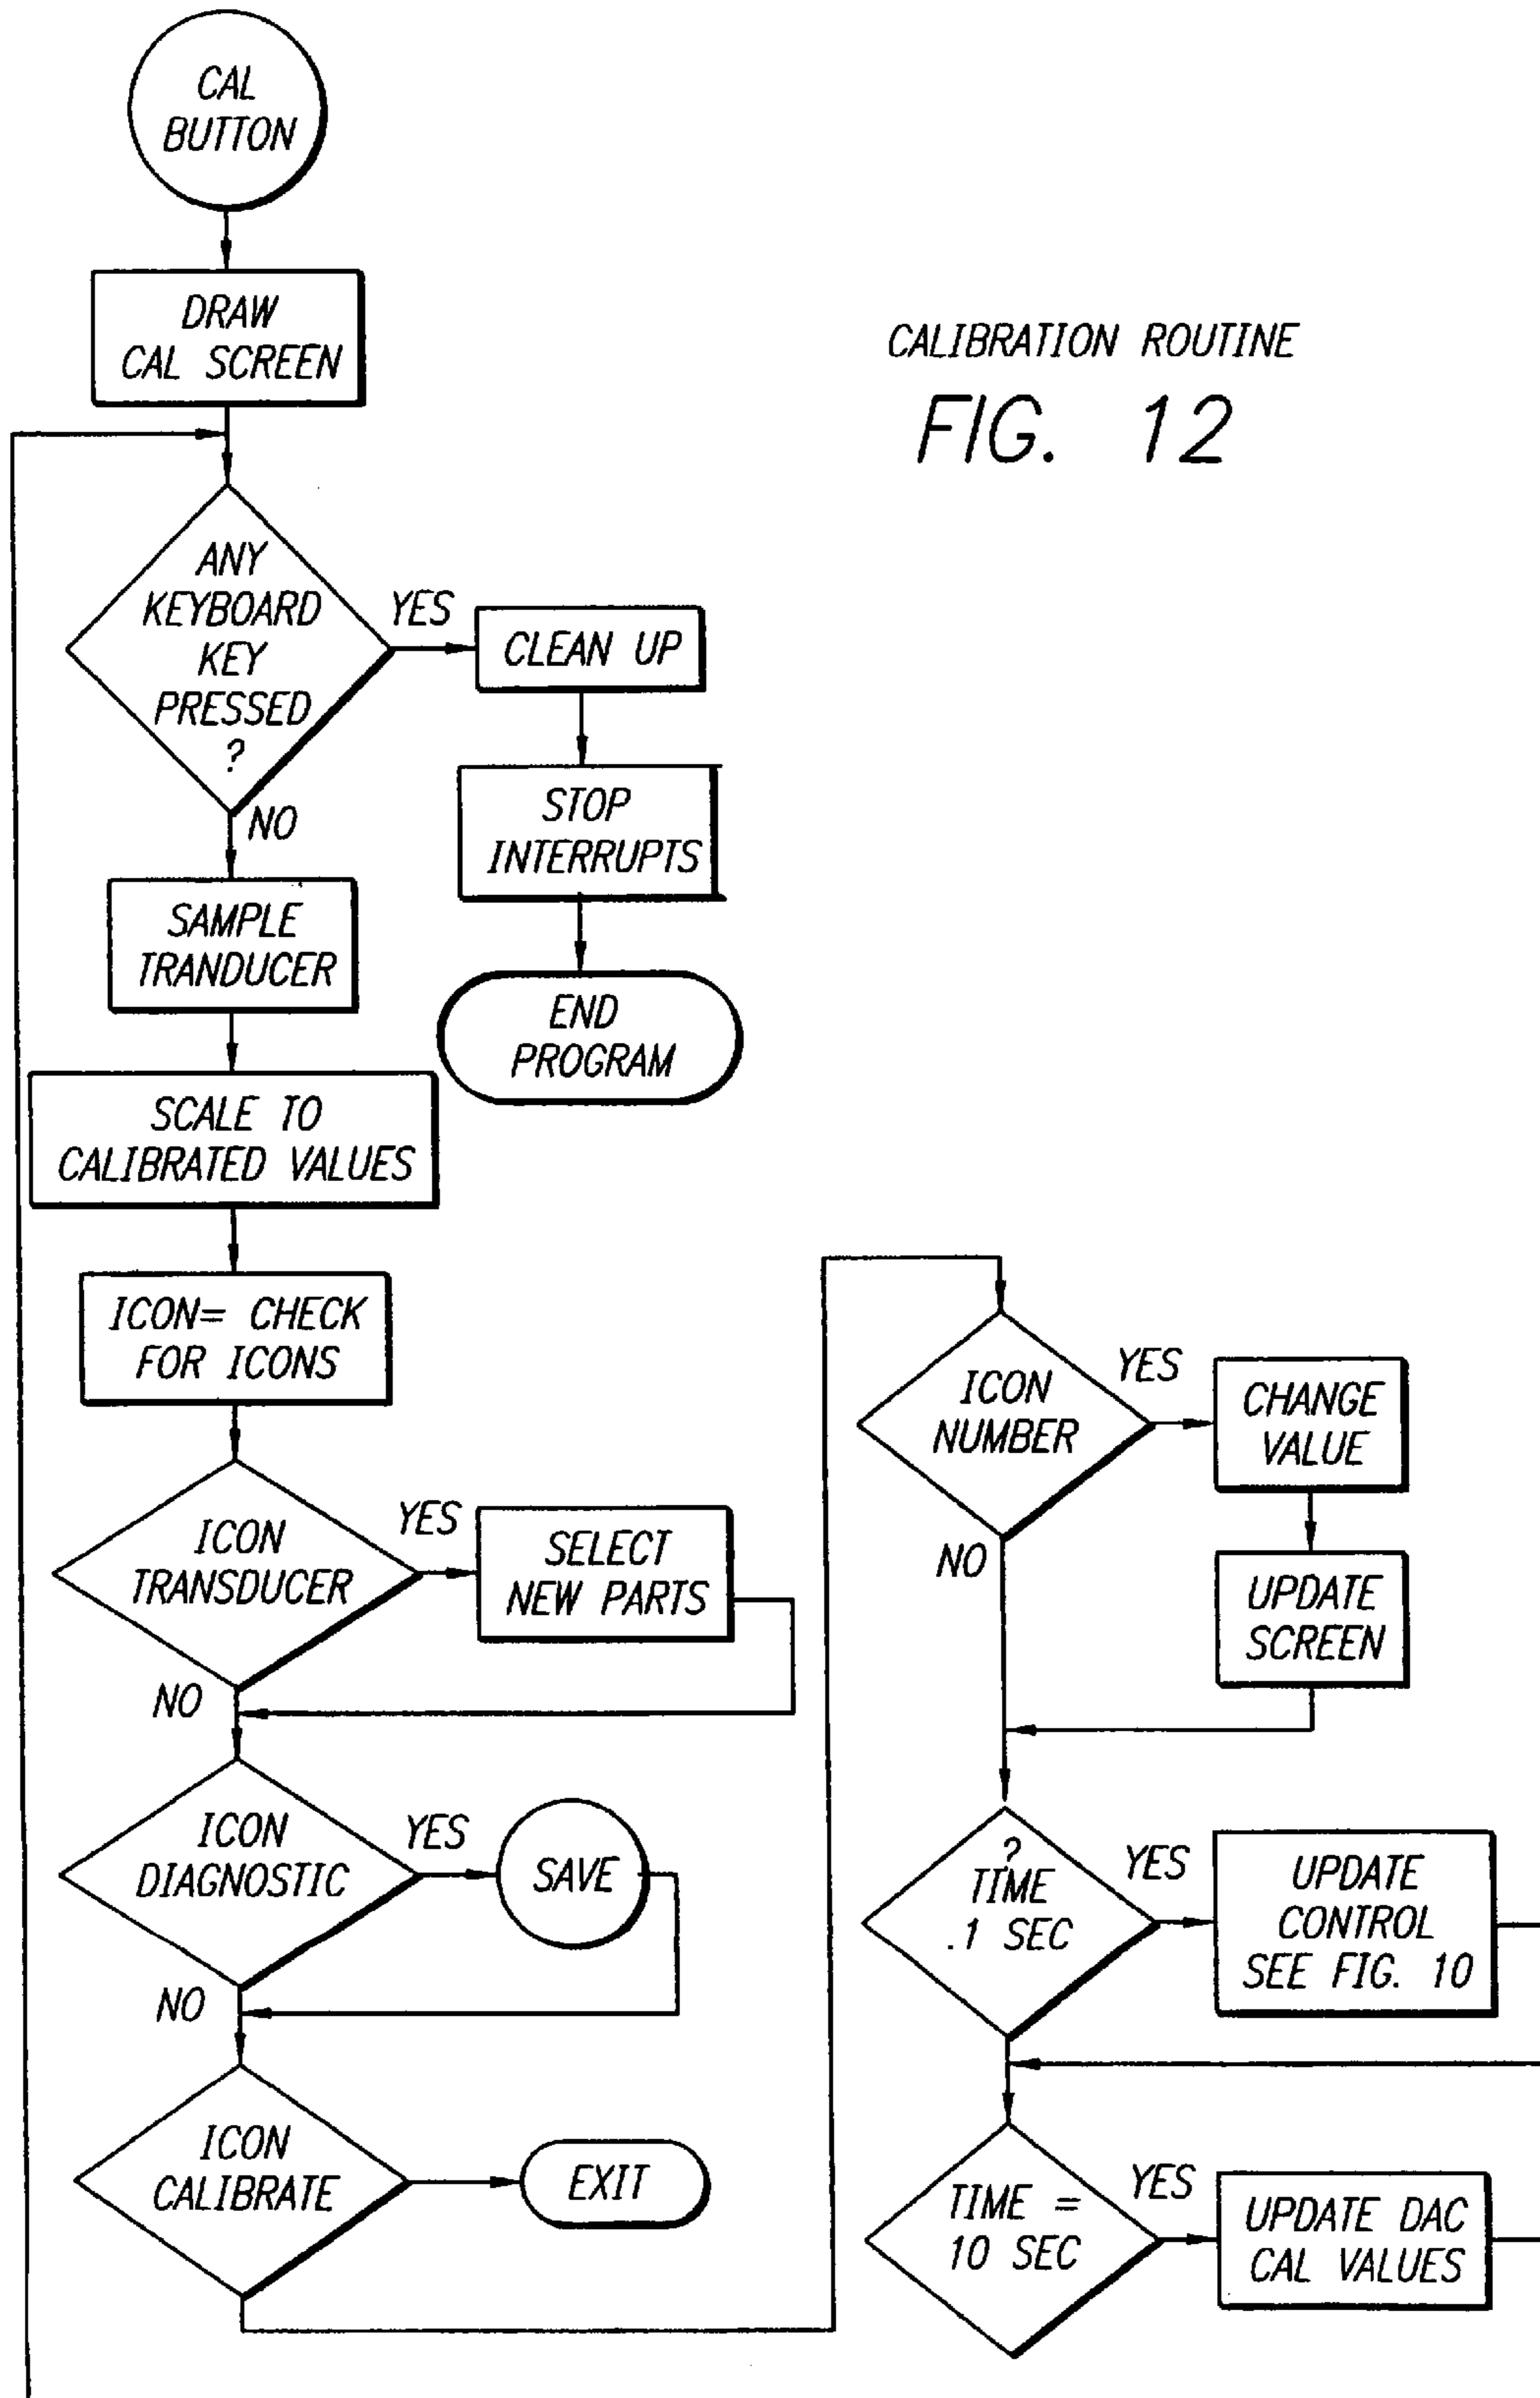 CAL
BUTTON
DRAW
CAL SCREEN
CALIBRATION ROUTINE
FIG. 12
ANY
KEYBOARD
KEY
PRESSED
?
YES
CLEAN UP
STOP
INTERRUPTS
END
PROGRAM
NO
SAMPLE
TRANDUCER
SCALE TO
CALIBRATED VALUES
ICON= CHECK
FOR ICONS
ICON
TRANSDUCER
YES
SELECT
NEW PARTS
NO
ICON
DIAGNOSTIC
YES
SAVE
NO
ICON
CALIBRATE
EXIT
ICON
NUMBER
YES
CHANGE
VALUE
UPDATE
SCREEN
NO
?
TIME
.1 SEC
YES
UPDATE
CONTROL
SEE FIG. 10
TIME =
10 SEC
YES
UPDATE DAC
CAL VALUES